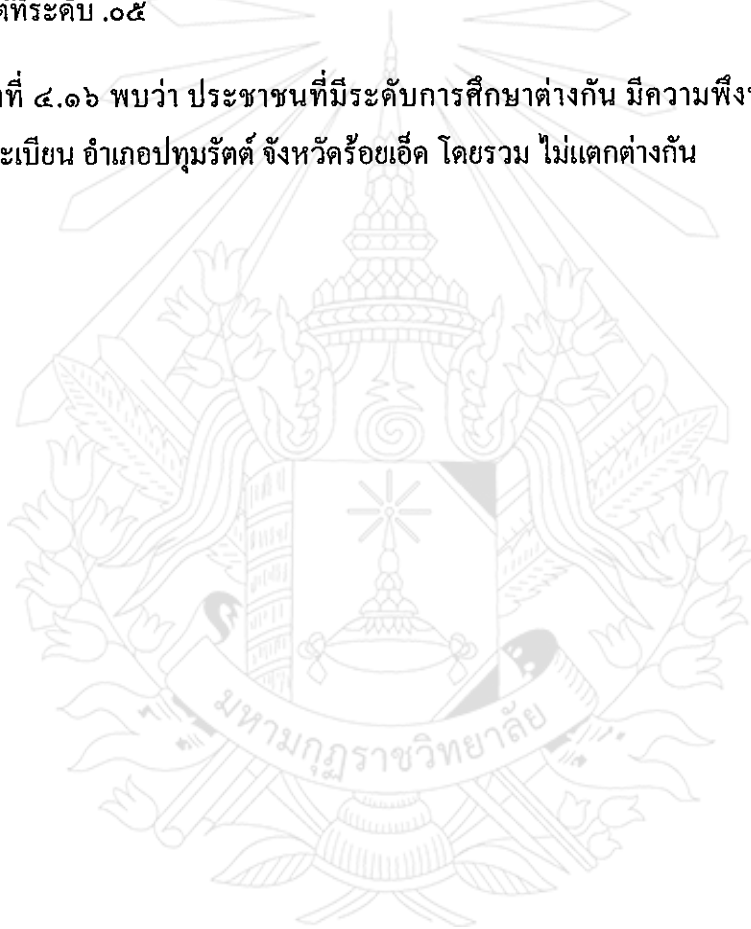 ที่ระดับ .๐๕
ที่ ๔.๑๖ พบว่า ประชาชนที่มีระดับการศึกษาต่างกัน มีความพึง
ะเบียน อำเภอปทุมรัตต์ จังหวัดร้อยเอ็ด โดยรวม ไม่แตกต่างกัน
มหามกุฏราชวิทยาลัย